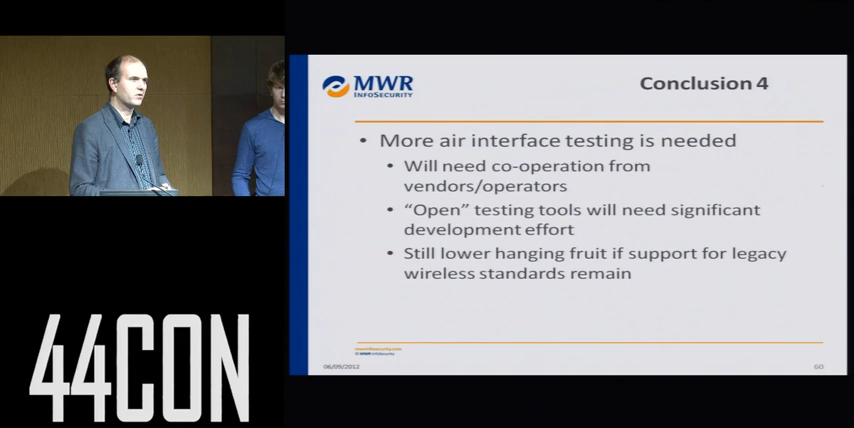 MWR
INFOSECURITY
Conclusion 4
• More air interface testing is needed
• Will need co-operation from
vendors/operators
• “Open” testing tools will need significant
development effort
• Still lower hanging fruit if support for legacy
wireless standards remain
© MWR InfoSecurity
06/09/2012
60
44CON